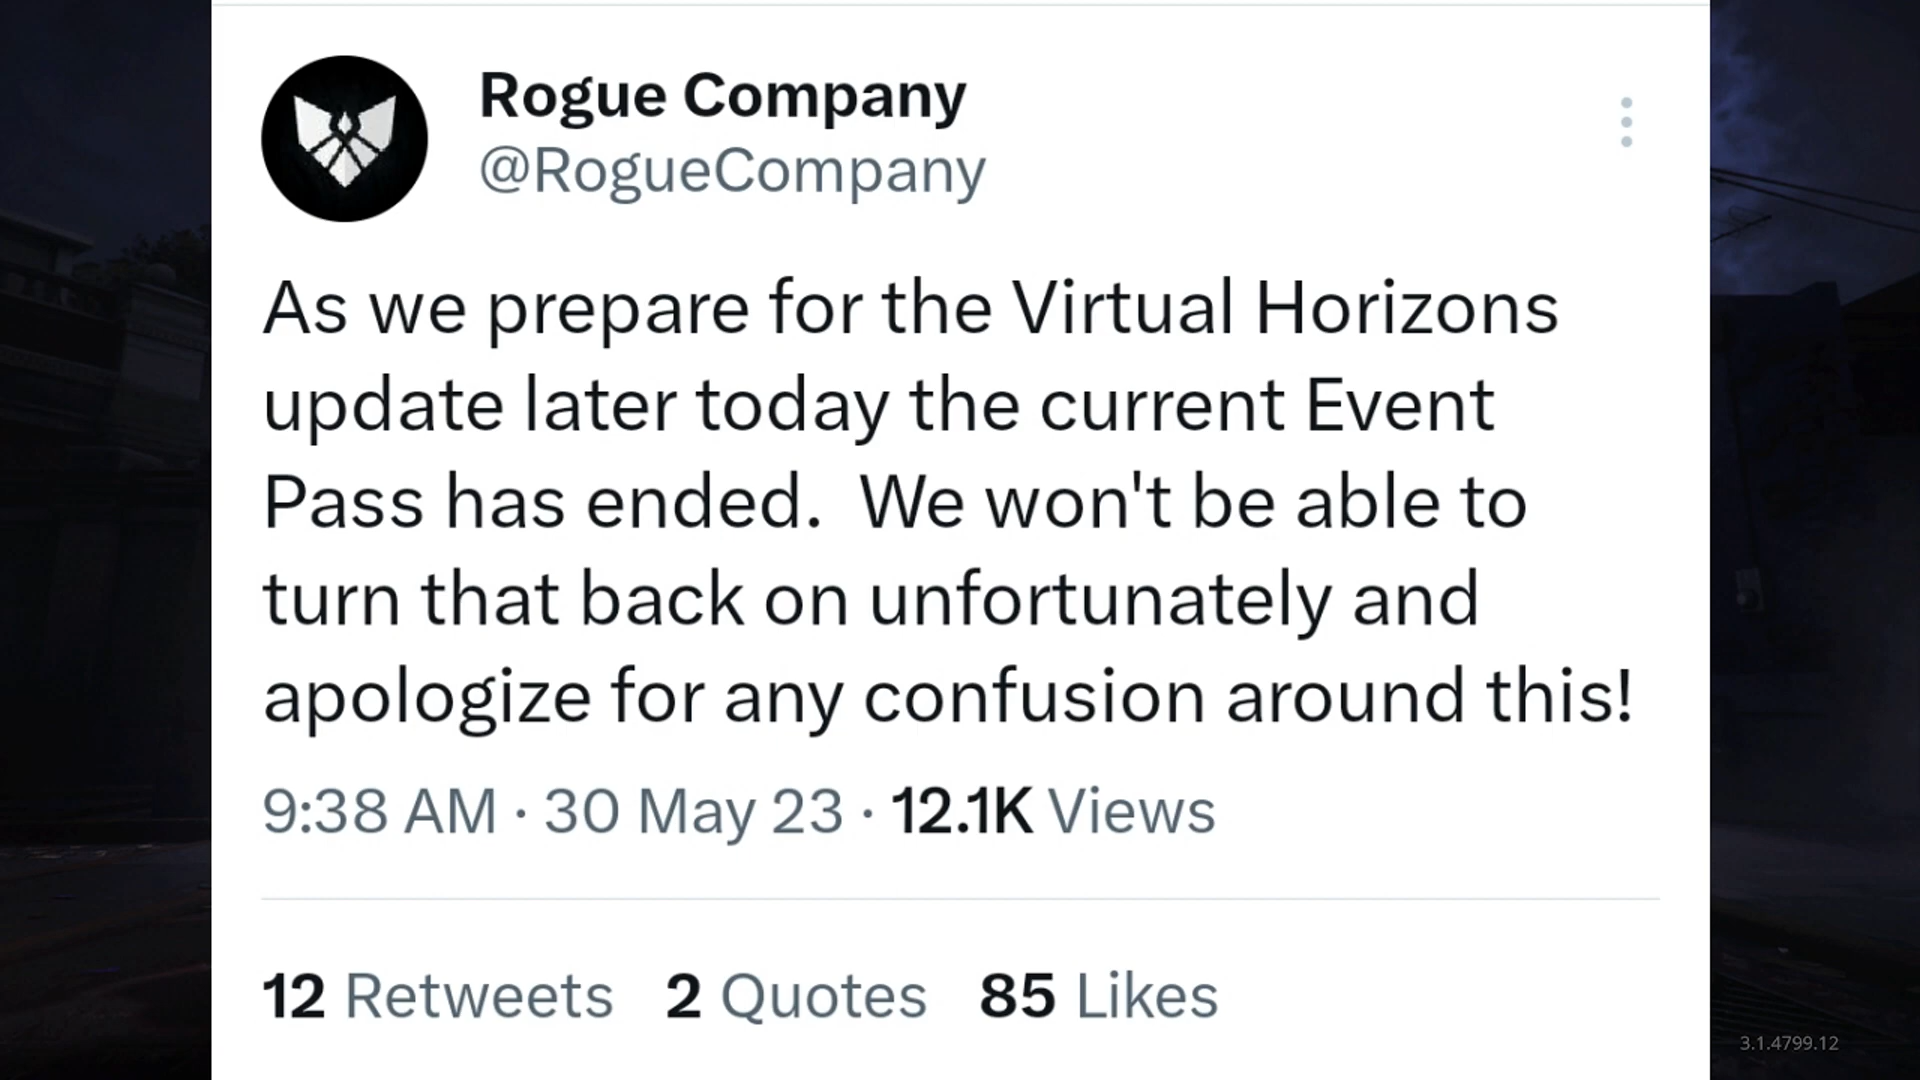 Rogue Company
@RogueCompany
As we prepare for the Virtual Horizons
update later today the current Event
Pass has ended.  We won't be able to
turn that back on unfortunately and
apologize for any confusion around this!
9:38 AM · 30 May 23 · 12.1K Views
12 Retweets 2 Quotes 85 Likes
3.1.4799.12